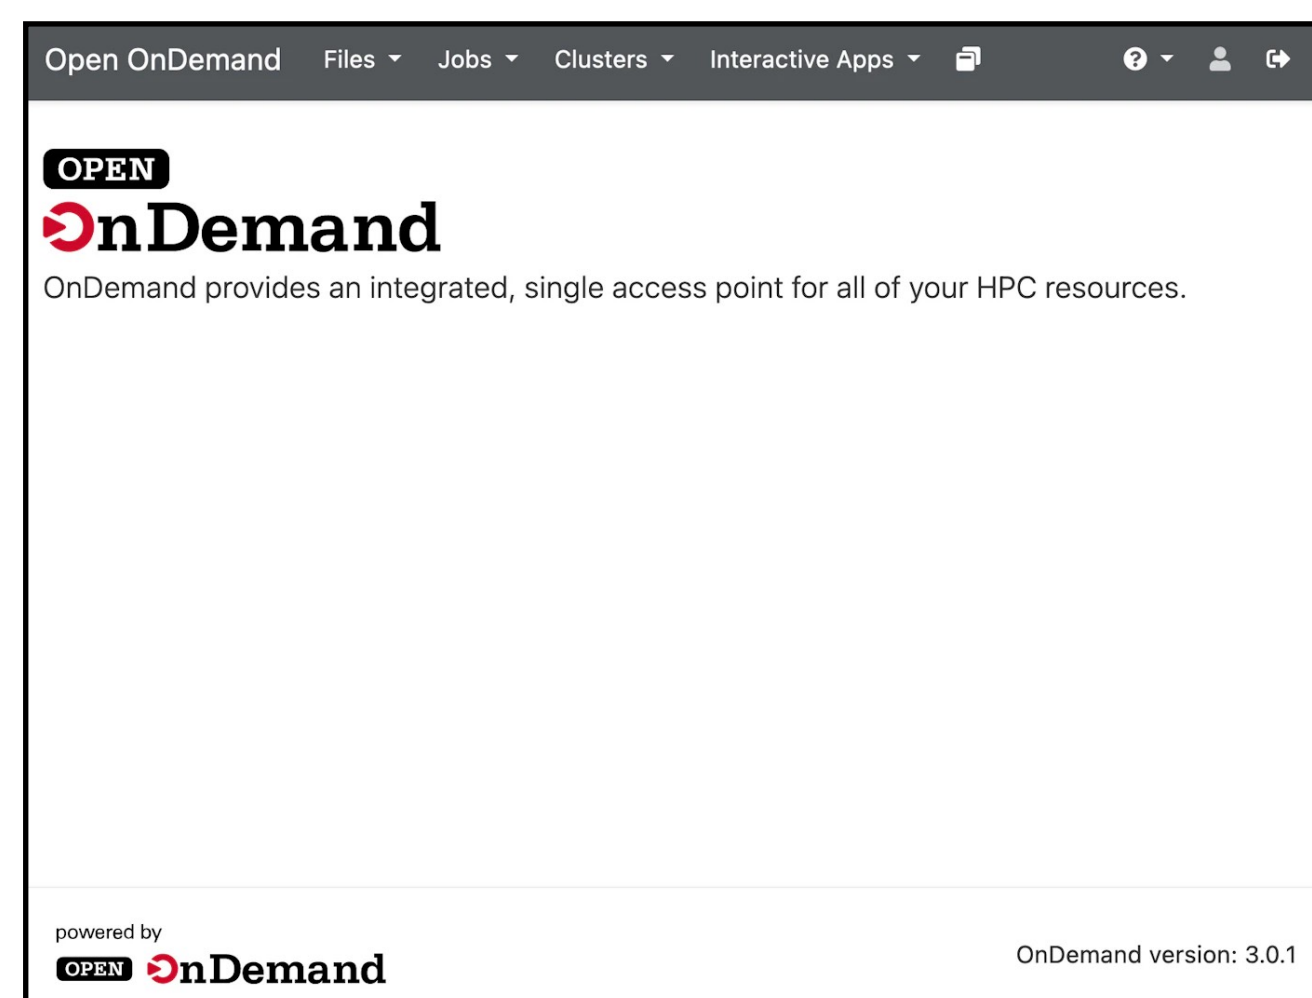 Open OnDemand Files Jobs Clusters Interactive Apps
OPEN
OnDemand
OnDemand provides an integrated, single access point for all of your HPC resources.
powered by
OPEN OnDemand
OnDemand version: 3.0.1